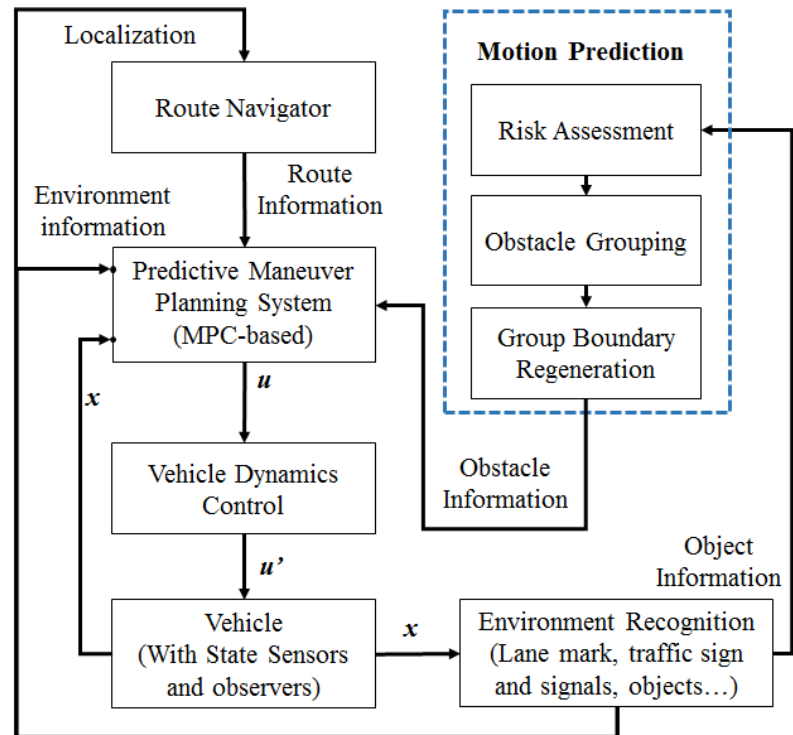 Localization
Route Navigator
Route
Information
Environment
information
Predictive Maneuver
Planning System
(MPC-based)
x
u
Vehicle Dynamics
Control
u’
Vehicle
(With State Sensors
and observers)
x
Motion Prediction
Risk Assessment
Obstacle Grouping
Group Boundary
Regeneration
Obstacle
Information
Object
Information
Environment Recognition
(Lane mark, traffic sign
and signals, objects…)